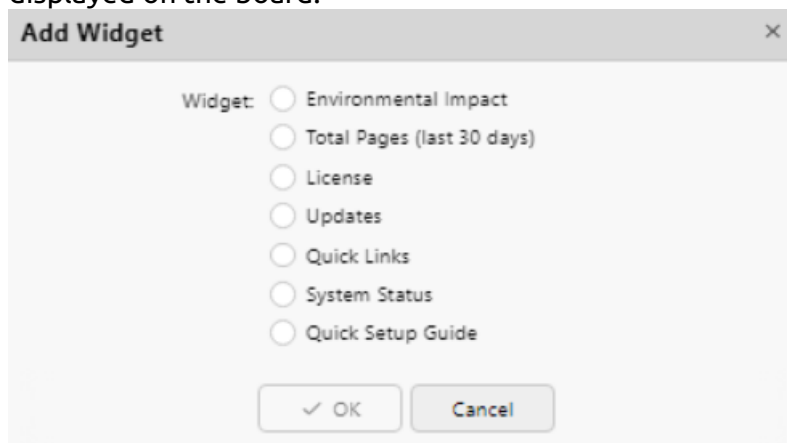 displayed on the board.
Add Widget ×
Widget: Environmental Impact
Total Pages (last 30 days)
License
Updates
Quick Links
System Status
Quick Setup Guide
✓ OK Cancel